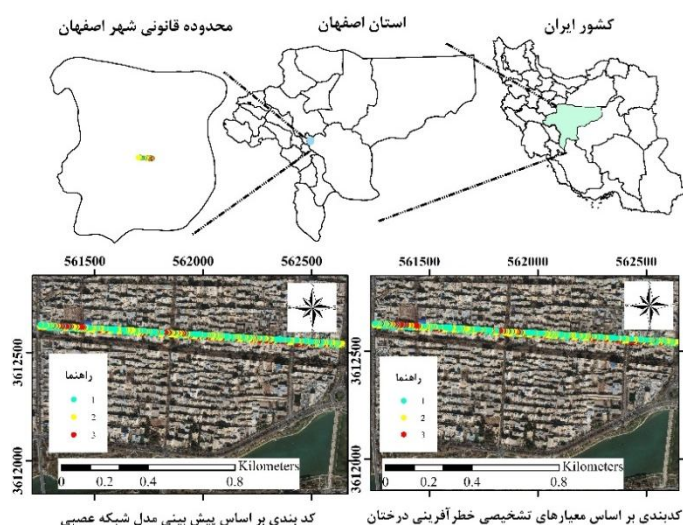 کشور ایران
استان اصفهان
محدوده قانونی شهر اصفهان
561500 562000 562500
561500 562000 562500
3612500
3612000
راهنما
1
2
3
Kilometers
0 0.2 0.4 0.8
3612500
3612000
راهنما
1
2
3
Kilometers
0 0.2 0.4 0.8
کدبندی بر اساس معیارهای تشخیصی خطرآفرینی درختان
کد بندی بر اساس پیش بینی مدل شبکه عصبی